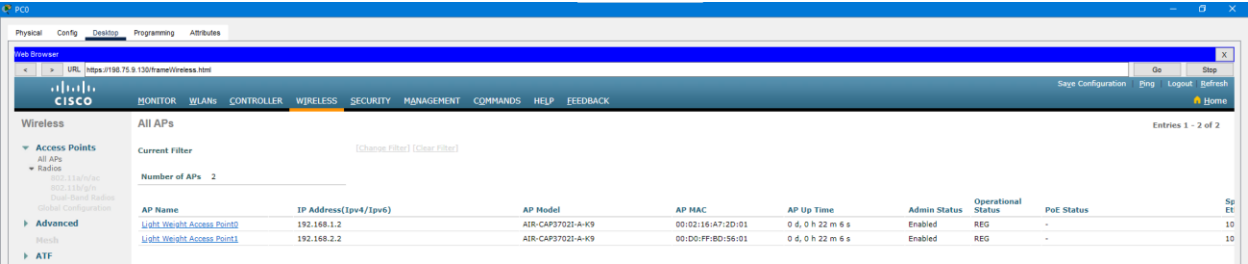 PC0
Physical Config Desktop Programming Attributes
Web Browser X
< > URL https://198.75.9.130/frameWireless.html Go Stop
Save Configuration Ping Logout Refresh
CISCO MONITOR WLANs CONTROLLER WIRELESS SECURITY MANAGEMENT COMMANDS HELP FEEDBACK Home
Wireless
Access Points
All APs
Radios
802.11a/n/ac
802.11b/g/n
Dual-Band Radios
Global Configuration
Advanced
Mesh
ATF
All APs Entries 1 - 2 of 2
Current Filter [Change Filter] [Clear Filter]
Number of APs 2
AP Name IP Address(Ipv4/Ipv6) AP Model AP MAC AP Up Time Admin Status Operational Status PoE Status Sp Et
Light Weight Access Point0 192.168.1.2 AIR-CAP3702I-A-K9 00:02:16:A7:2D:01 0 d, 0 h 22 m 6 s Enabled REG - 10
Light Weight Access Point1 192.168.2.2 AIR-CAP3702I-A-K9 00:D0:FF:BD:56:01 0 d, 0 h 22 m 6 s Enabled REG - 10